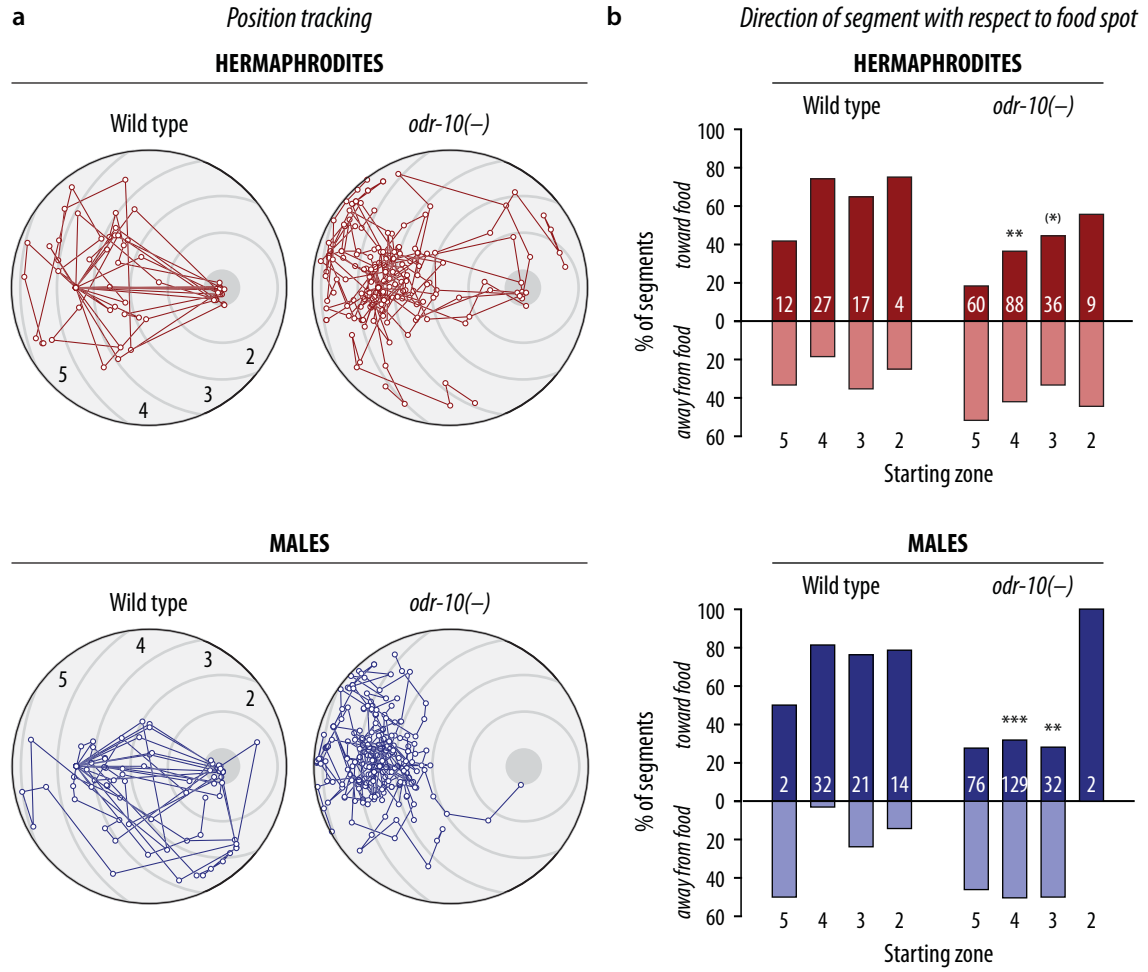 a
Position tracking
HERMAPHRODITES
Wild type
odr-10(–)
5
4
3
2
MALES
Wild type
odr-10(–)
5
4
3
2
b
Direction of segment with respect to food spot
HERMAPHRODITES
Wild type
odr-10(–)
% of segments
toward food
away from food
100
80
60
40
20
0
20
40
60
** (*)
12 27 17 4 60 88 36 9
5 4 3 2 5 4 3 2
Starting zone
MALES
Wild type
odr-10(–)
% of segments
toward food
away from food
100
80
60
40
20
0
20
40
60
*** **
2 32 21 14 76 129 32 2
5 4 3 2 5 4 3 2
Starting zone